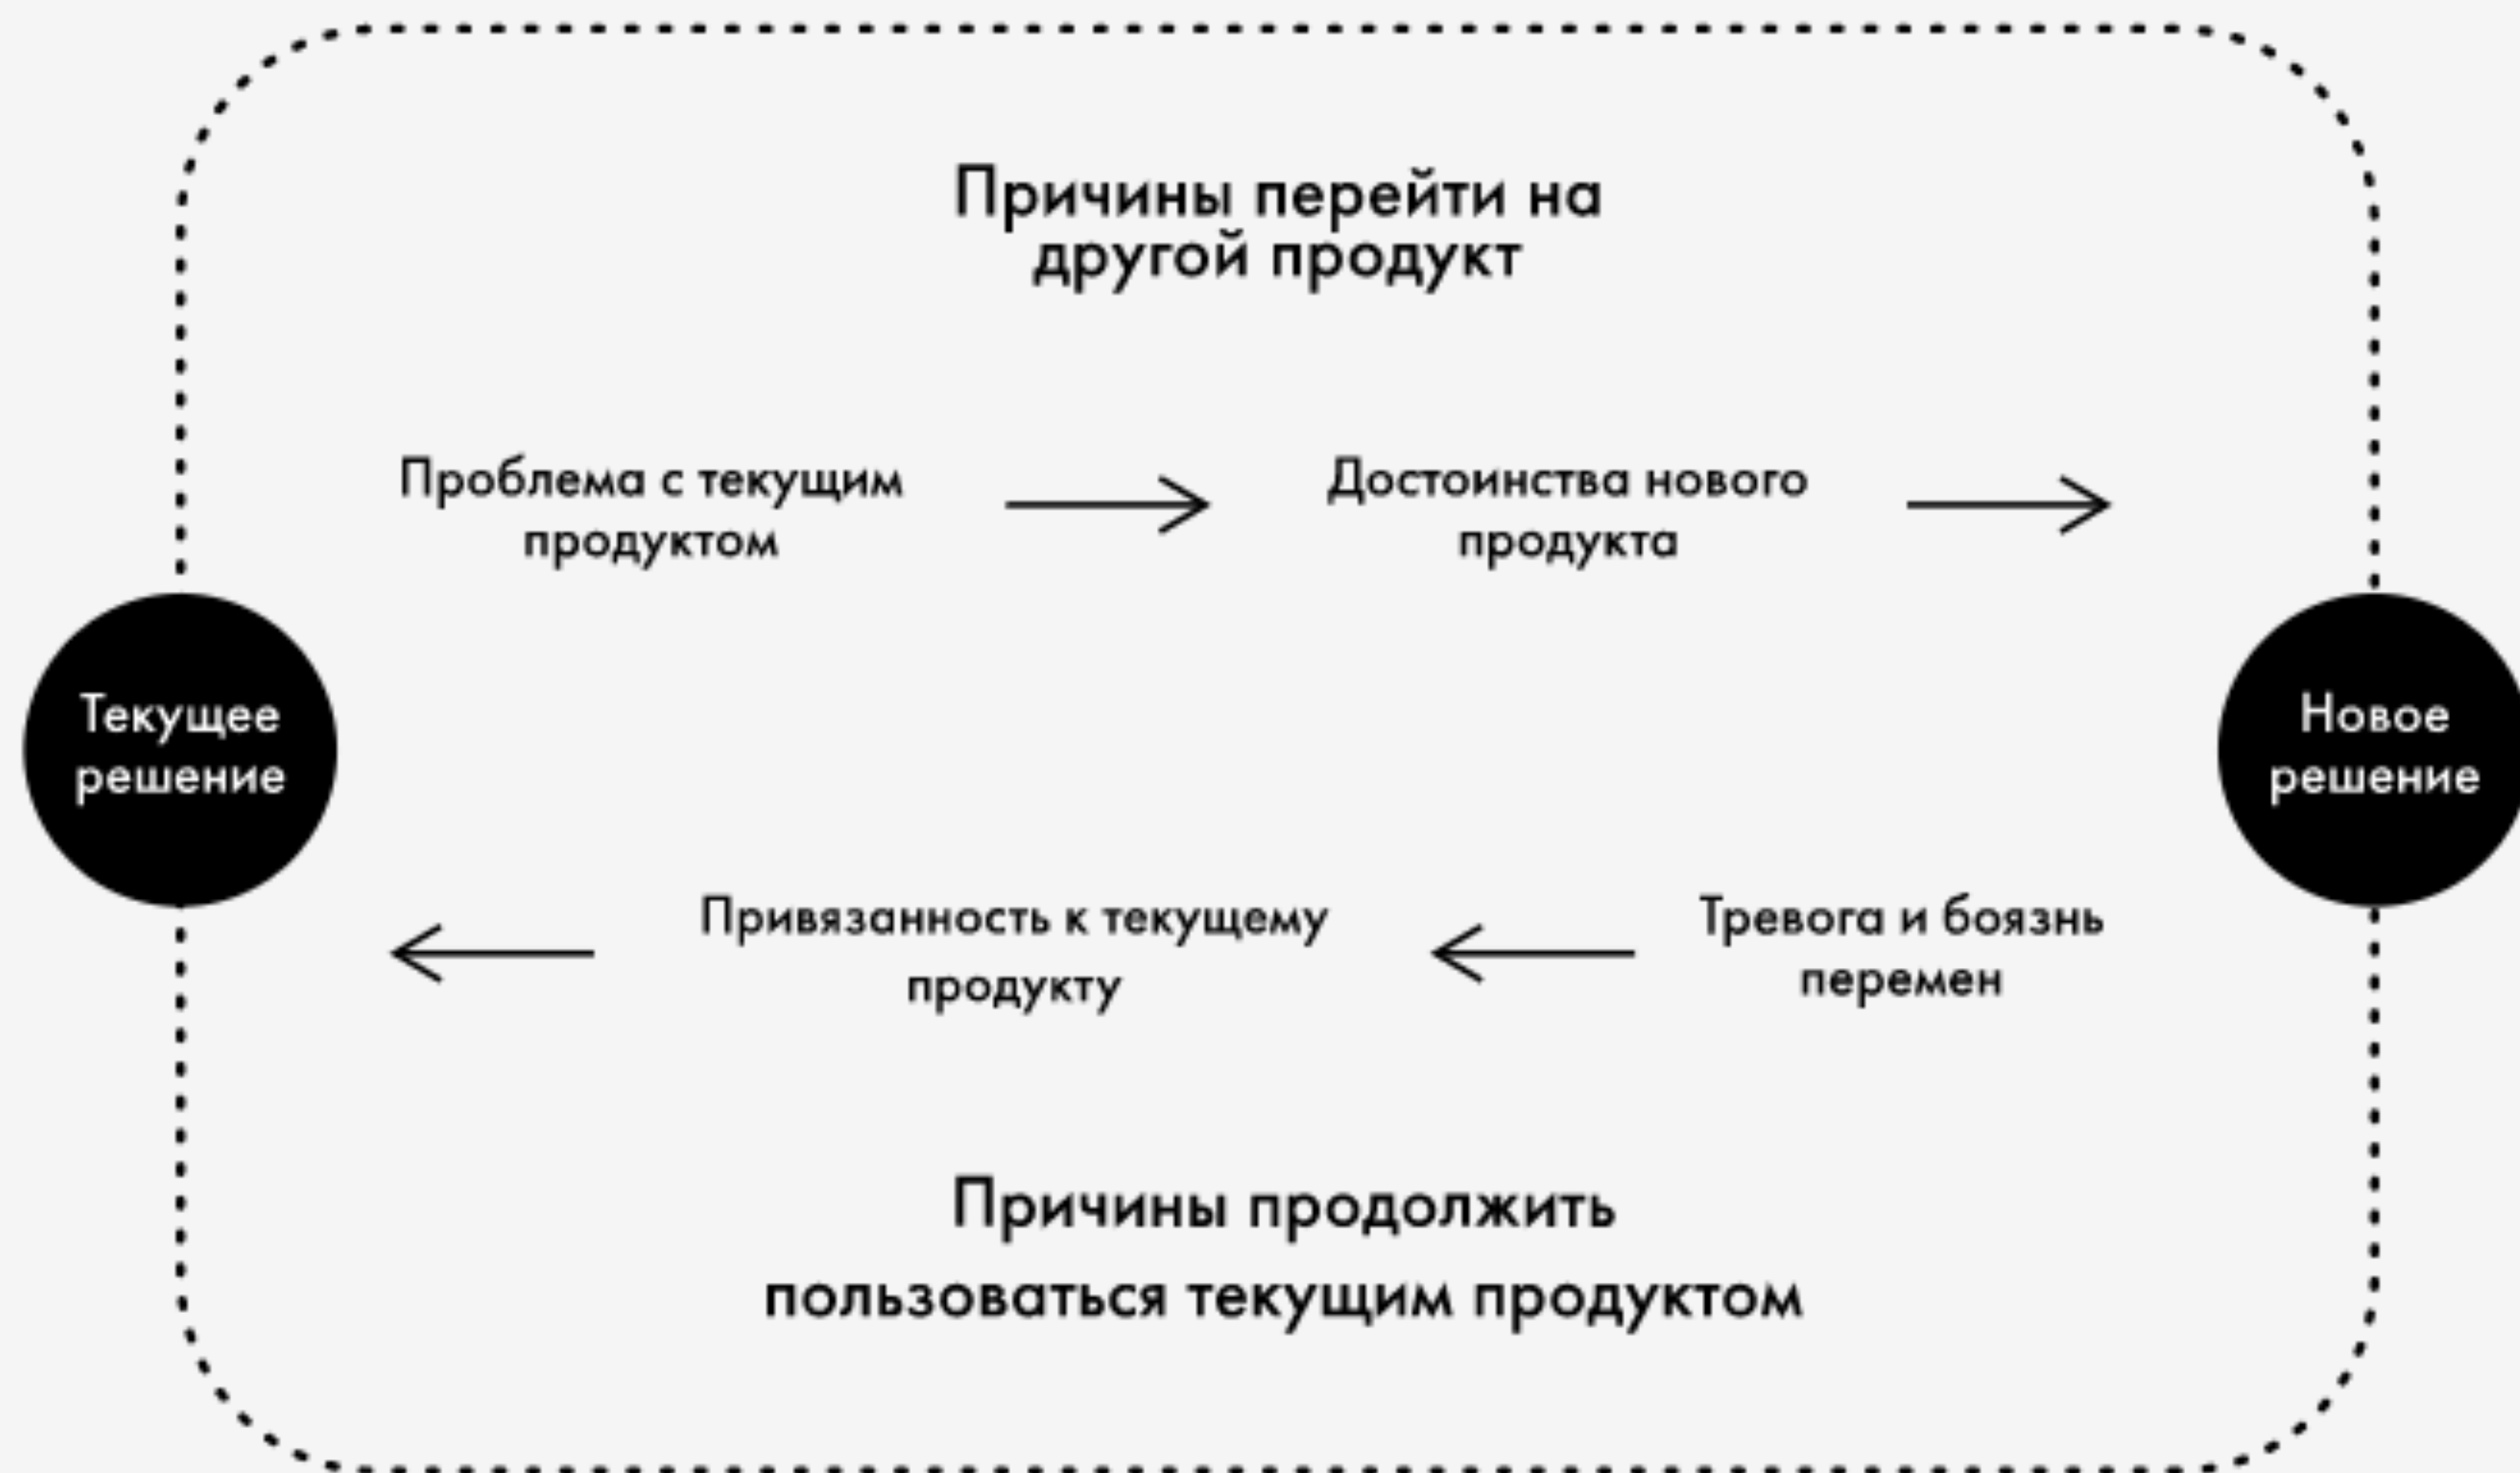 Причины перейти на
другой продукт
Проблема с текущим
продуктом
Достоинства нового
продукта
Текущее
решение
Новое
решение
Привязанность к текущему
продукту
Тревога и боязнь
перемен
Причины продолжить
пользоваться текущим продуктом